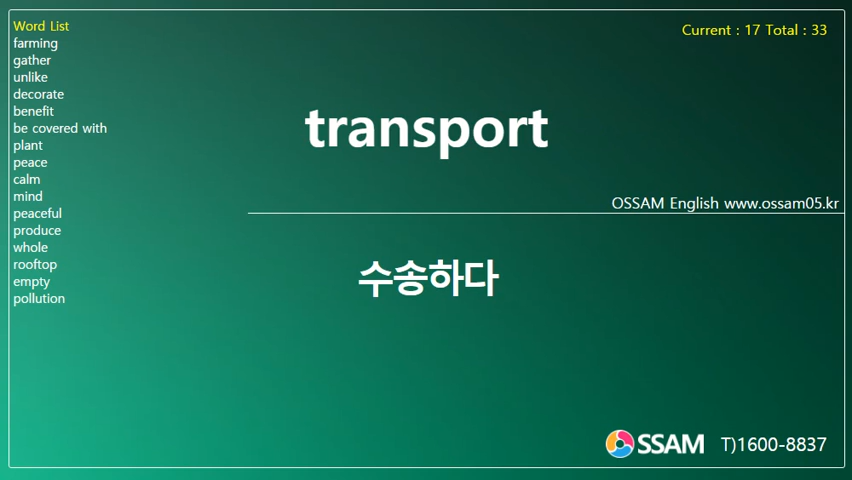 Word List
farming
gather
unlike
decorate
benefit
be covered with
plant
peace
calm
mind
peaceful
produce
whole
rooftop
empty
pollution
Current : 17 Total : 33
transport
OSSAM English www.ossam05.kr
수송하다
OSSAM T)1600-8837